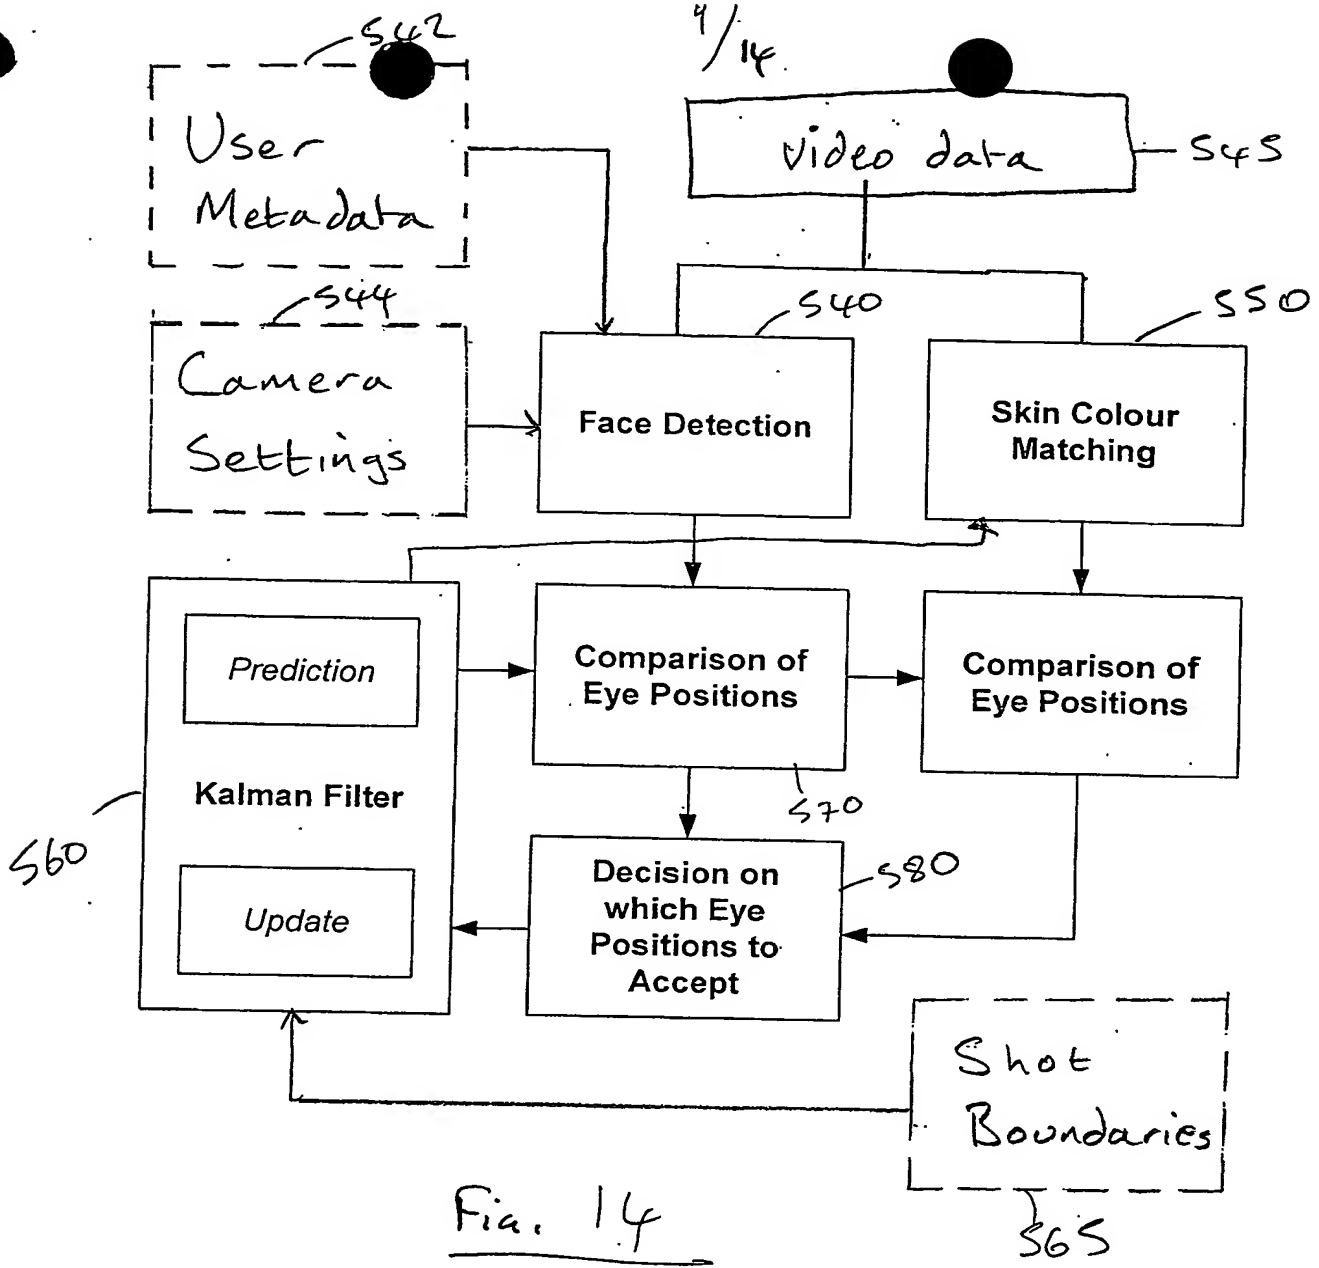 542
9/14
User
Metadata
video data
545
544
540
550
Camera
Settings
Face Detection
Skin Colour
Matching
Prediction
Kalman Filter
Update
560
Comparison of
Eye Positions
570
Comparison of
Eye Positions
Decision on
which Eye
Positions to
Accept
580
Shot
Boundaries
565
Fig. 14